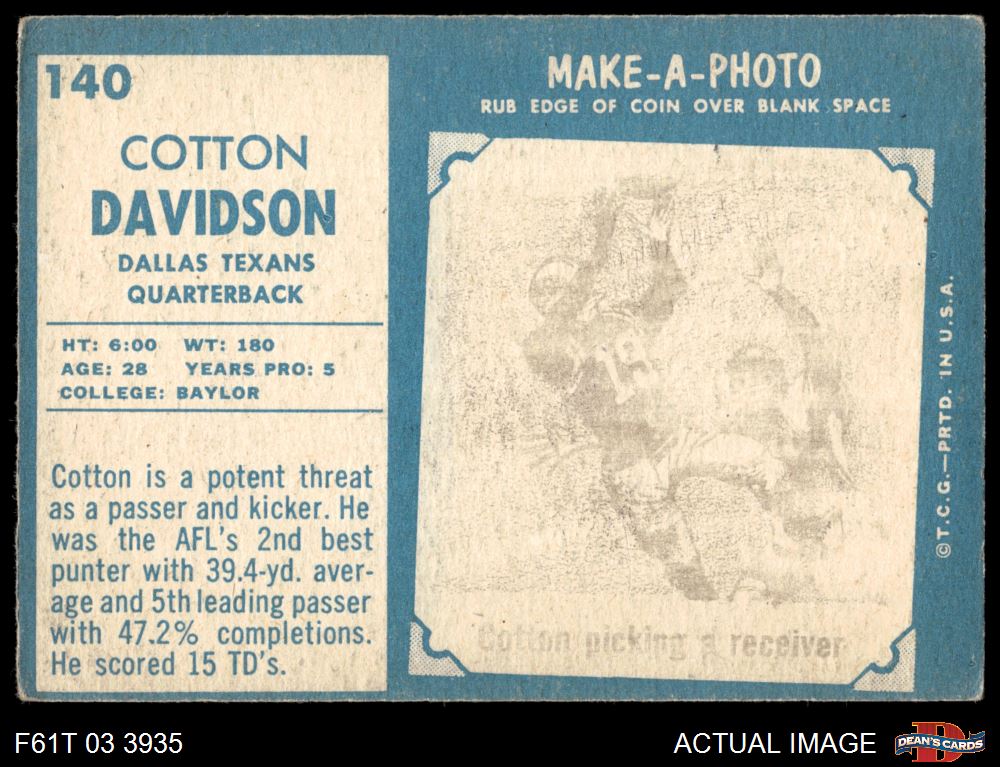 140
COTTON
DAVIDSON
DALLAS TEXANS
QUARTERBACK
HT: 6:00 WT: 180
AGE: 28 YEARS PRO: 5
COLLEGE: BAYLOR
Cotton is a potent threat
as a passer and kicker. He
was the AFL's 2nd best
punter with 39.4-yd. aver-
age and 5th leading passer
with 47.2% completions.
He scored 15 TD's.
MAKE-A-PHOTO
RUB EDGE OF COIN OVER BLANK SPACE
19
Cotton picking a receiver
©T.C.G.—PRTD. IN U.S.A.
F61T 03 3935
ACTUAL IMAGE
D
DEAN'S CARDS